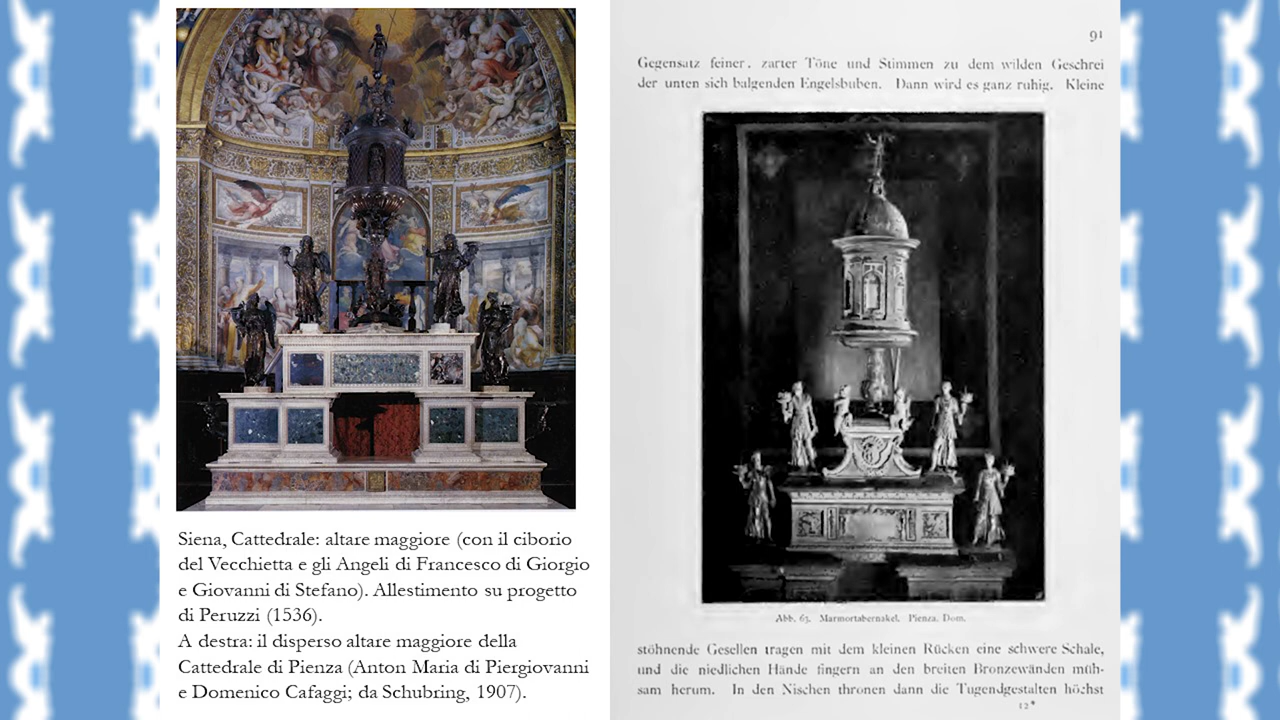 Siena, Cattedrale: altare maggiore (con il ciborio
del Vecchietta e gli Angeli di Francesco di Giorgio
e Giovanni di Stefano). Allestimento su progetto
di Peruzzi (1536).
A destra: il disperso altare maggiore della
Cattedrale di Pienza (Anton Maria di Piergiovanni
e Domenico Cafaggi; da Schubring, 1907).
91
Gegensatz feiner, zarter Töne und Stimmen zu dem wilden Geschrei
der unten sich balgenden Engelsbuben. Dann wird es ganz ruhig. Kleine
Abb. 63. Marmortabernakel. Pienza. Dom.
stöhnende Gesellen tragen mit dem kleinen Rücken eine schwere Schale,
und die niedlichen Hände fingern an den breiten Bronzewänden müh-
sam herum. In den Nischen thronen dann die Tugendgestalten höchst
12*